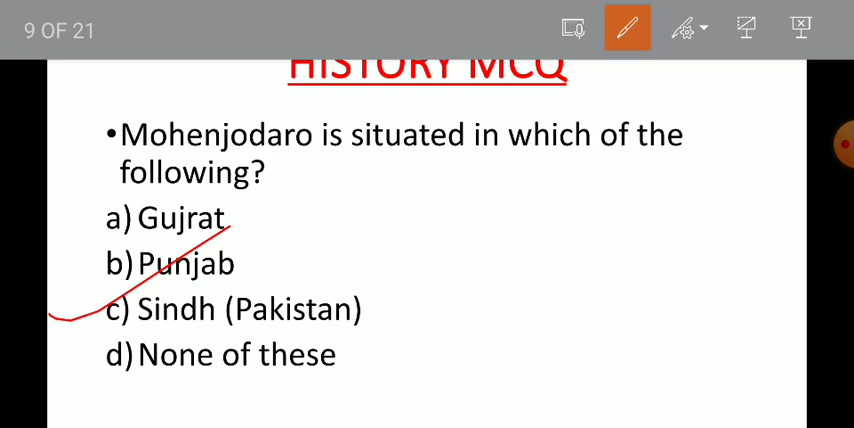 9 OF 21
HISTORY MCQ
•Mohenjodaro is situated in which of the
following?
a) Gujrat
b) Punjab
c) Sindh (Pakistan)
d) None of these